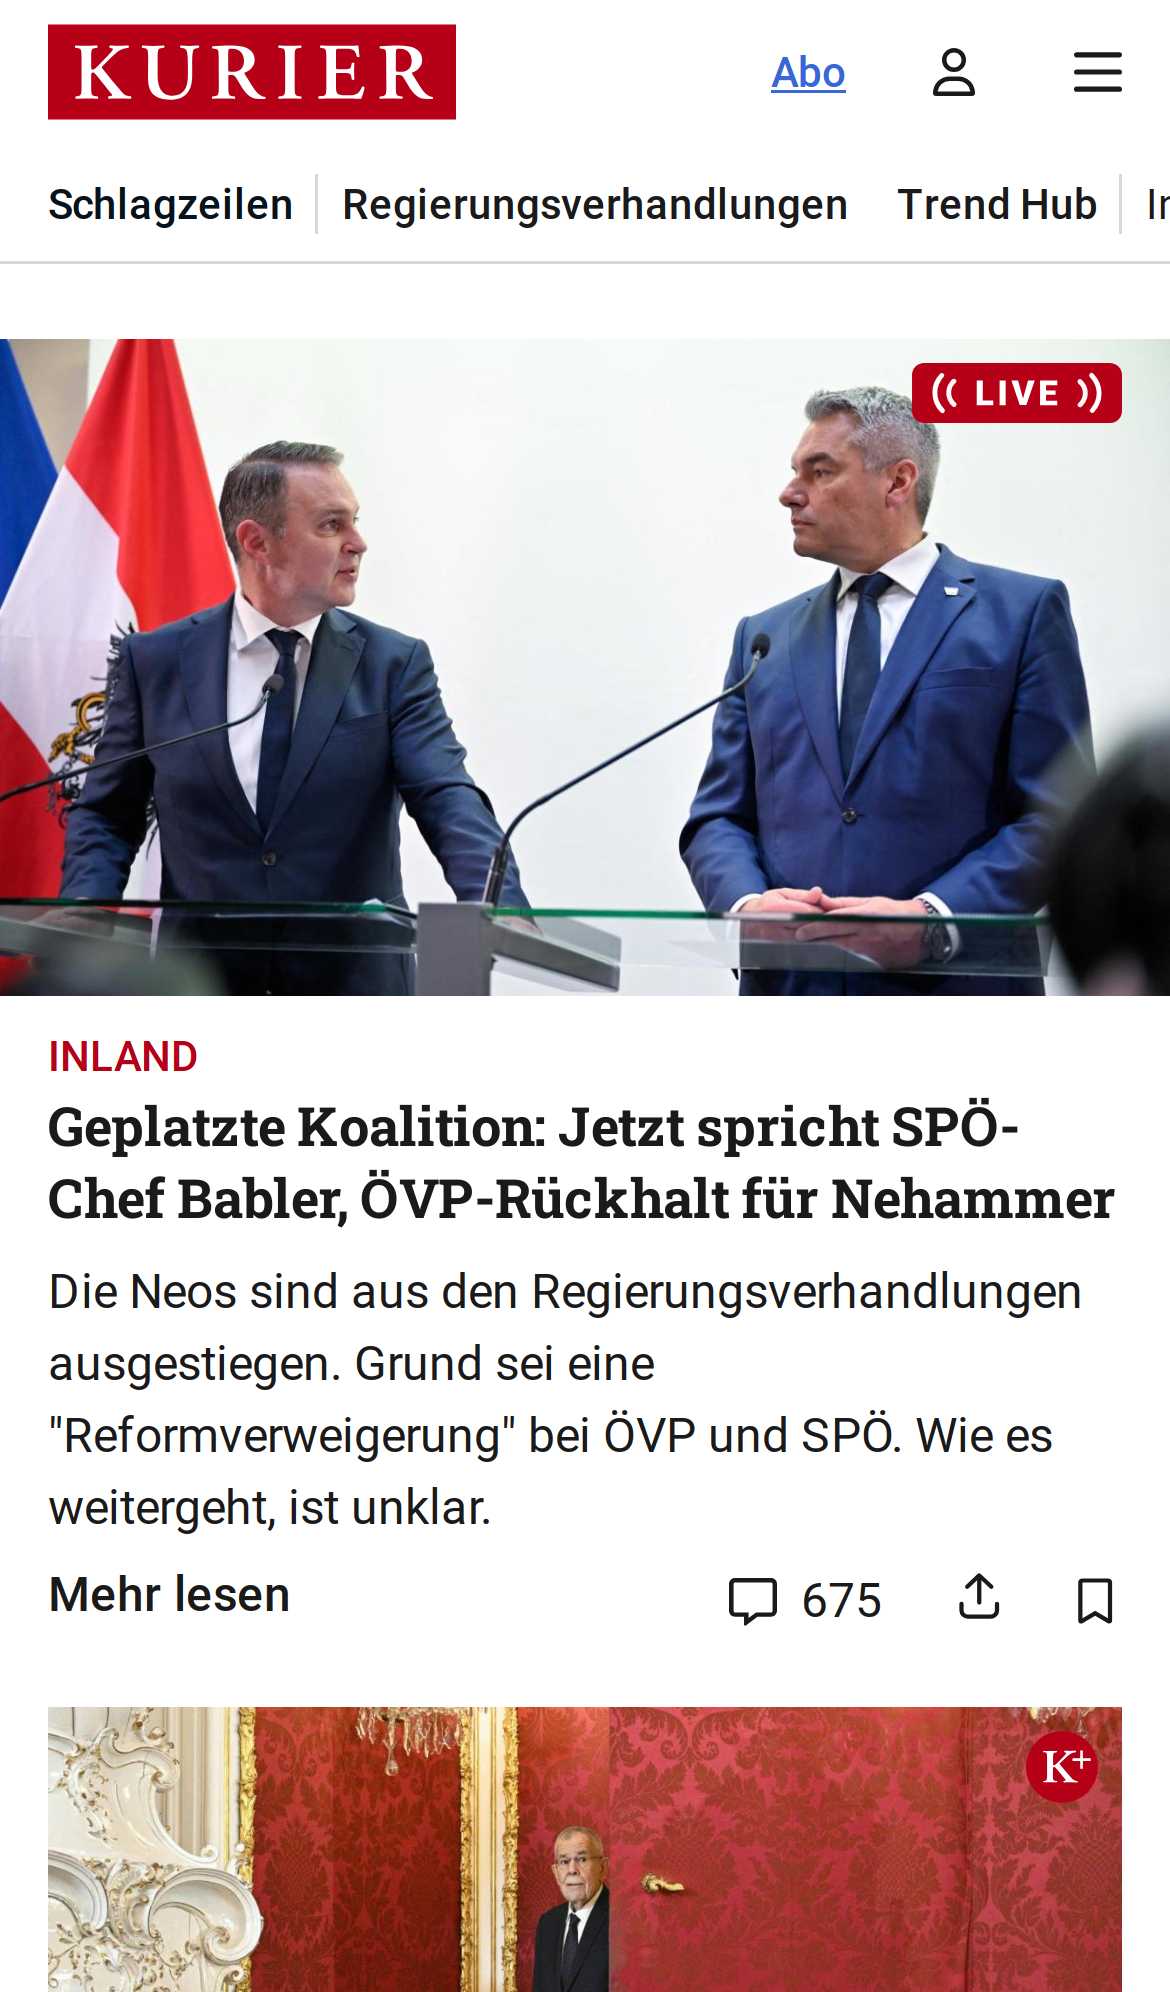 KURIER
Abo
Schlagzeilen
Regierungsverhandlungen
Trend Hub
LIVE
INLAND
Geplatzte Koalition: Jetzt spricht SPÖ-
Chef Babler, ÖVP-Rückhalt für Nehammer
Die Neos sind aus den Regierungsverhandlungen
ausgestiegen. Grund sei eine
"Reformverweigerung" bei ÖVP und SPÖ. Wie es
weitergeht, ist unklar.
Mehr lesen
675
K+